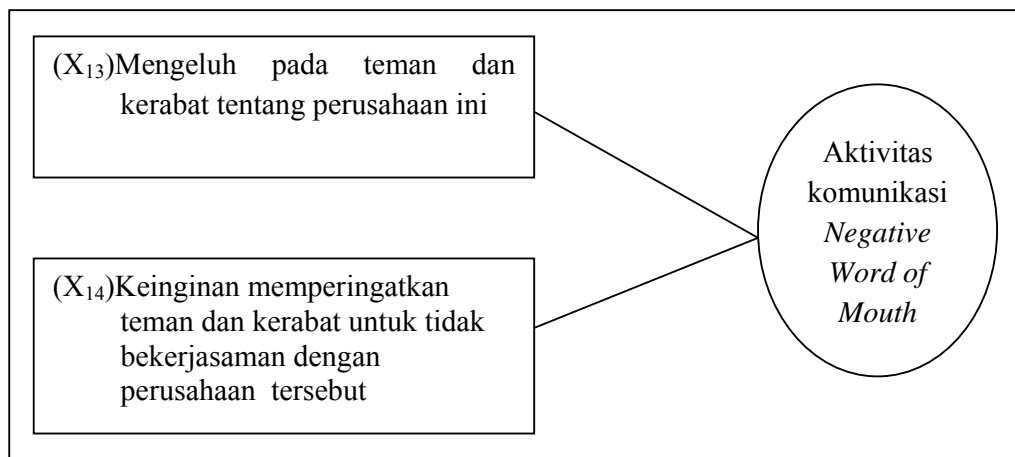 (X₁₃)Mengeluh pada teman dan
kerabat tentang perusahaan ini
(X₁₄)Keinginan memperingatkan
teman dan kerabat untuk tidak
bekerjasaman dengan
perusahaan tersebut
Aktivitas
komunikasi
Negative
Word of
Mouth